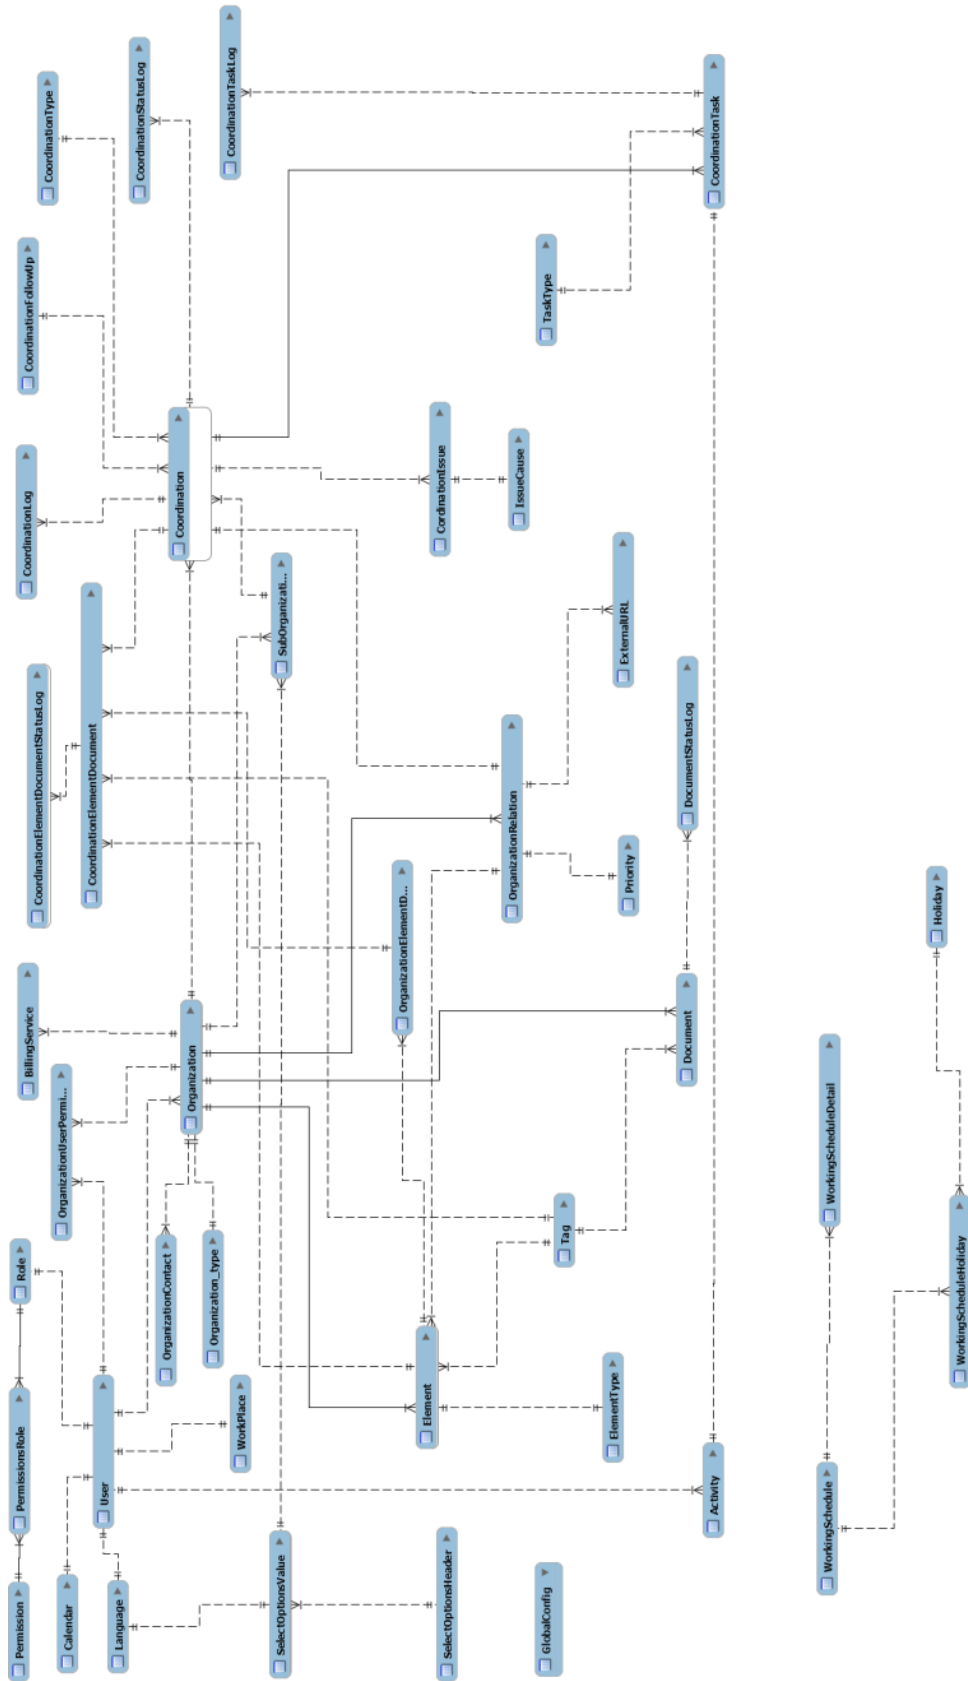 CoordinationTaskLog
CoordinationStatusLog
CoordinationType
CoordinationTask
CoordinationFollowUp
TaskType
Coordination
CordinationIssue
IssueCause
CoordinationLog
SubOrganizati...
ExternalURL
CoordinationElementDocument
CoordinationElementDocumentStatusLog
DocumentStatusLog
OrganizationRelation
Priority
OrganizationElementD...
Holiday
BillingService
Document
Organization
OrganizationUserPermi...
WorkingScheduleDetail
Tag
WorkingScheduleHoliday
Role
OrganizationContact
Organization_type
Element
ElementType
WorkPlace
User
PermissionsRole
Activity
WorkingSchedule
SelectOptionsValue
SelectOptionsHeader
GlobalConfig
Language
Calendar
Permission